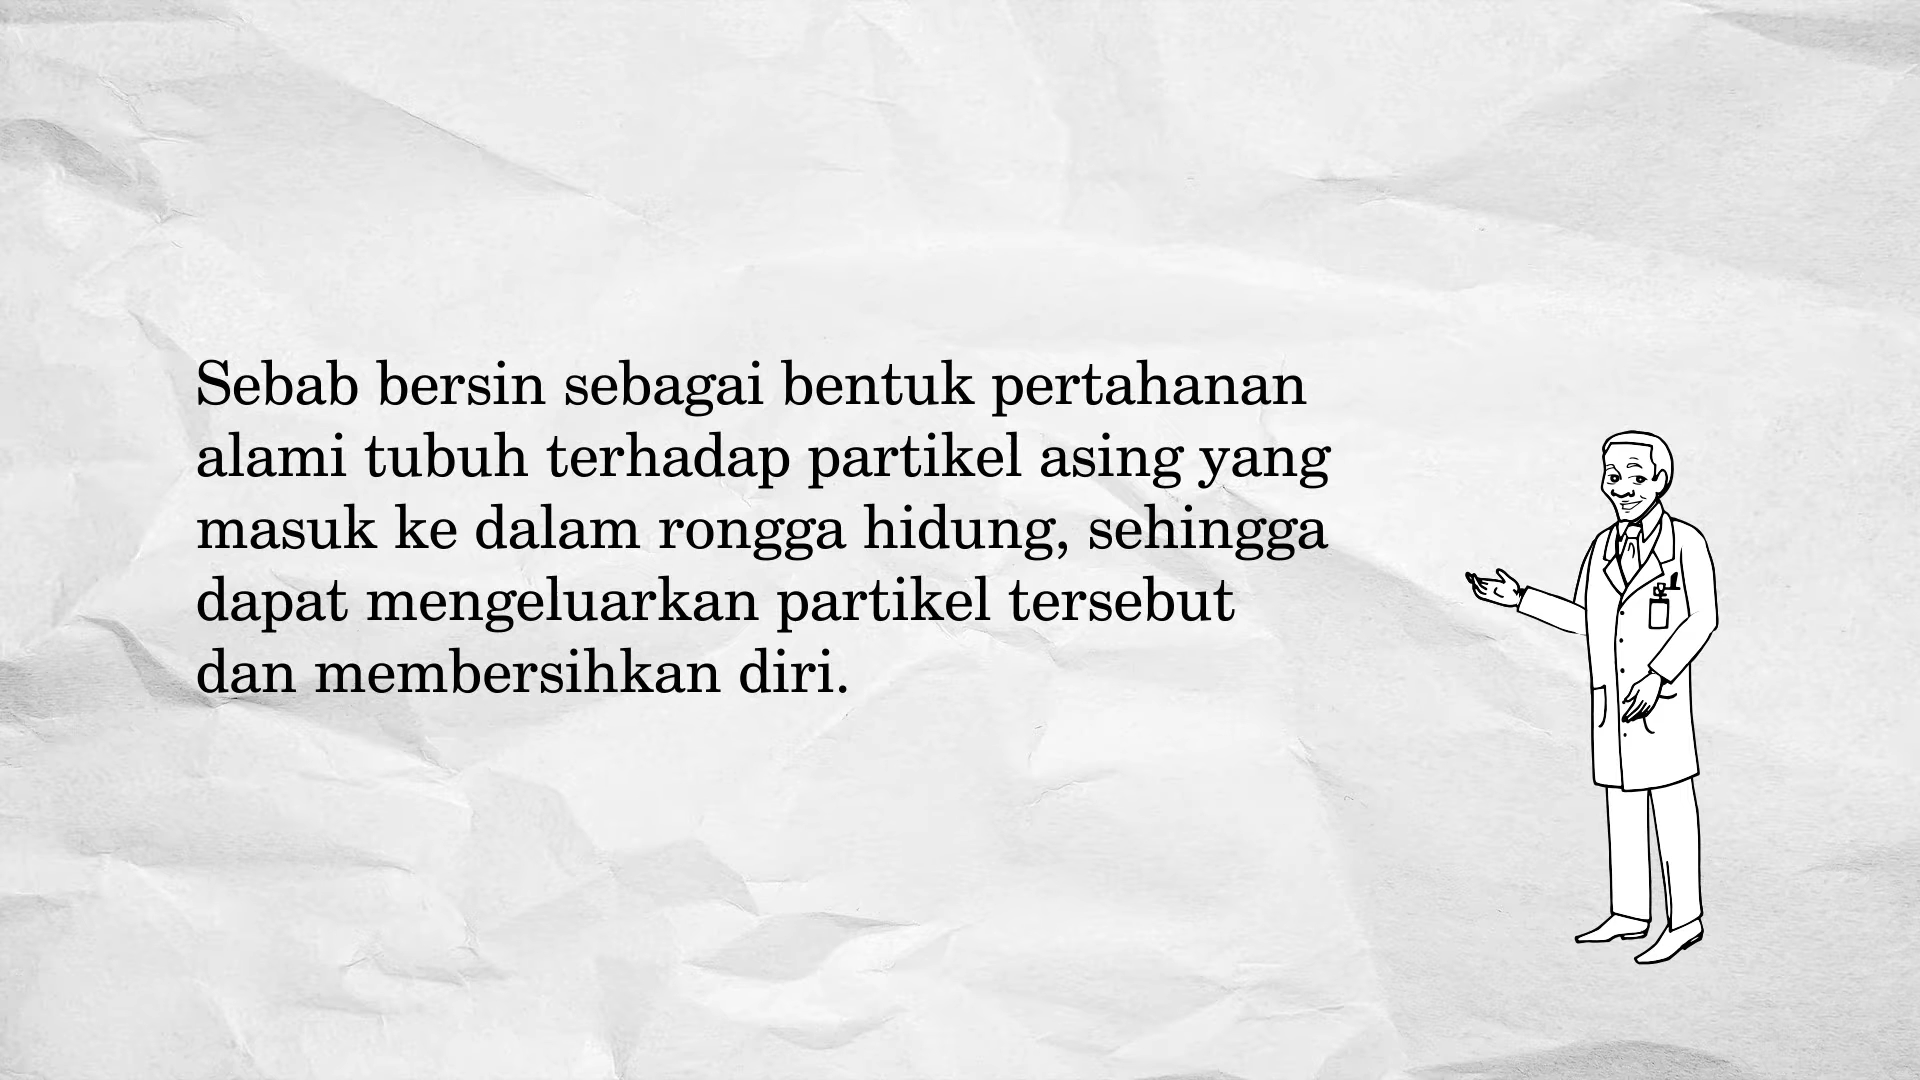 Sebab bersin sebagai bentuk pertahanan
alami tubuh terhadap partikel asing yang
masuk ke dalam rongga hidung, sehingga
dapat mengeluarkan partikel tersebut
dan membersihkan diri.